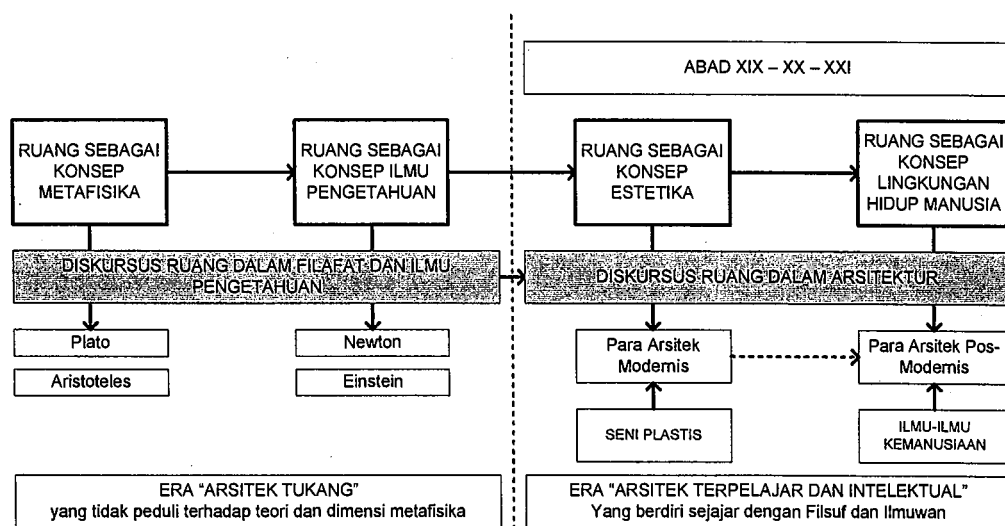 ABAD XIX – XX – XXI
RUANG SEBAGAI
KONSEP
METAFISIKA
RUANG SEBAGAI
KONSEP ILMU
PENGETAHUAN
RUANG SEBAGAI
KONSEP
ESTETIKA
RUANG SEBAGAI
KONSEP
LINGKUNGAN
HIDUP MANUSIA
DISKURSUS RUANG DALAM FILAFAT DAN ILMU
PENGETAHUAN
DISKURSUS RUANG DALAM ARSITEKTUR
Plato
Aristoteles
Newton
Einstein
Para Arsitek
Modernis
Para Arsitek Pos-
Modernis
SENI PLASTIS
ILMU-ILMU
KEMANUSIAAN
ERA "ARSITEK TUKANG"
yang tidak peduli terhadap teori dan dimensi metafisika
ERA "ARSITEK TERPELAJAR DAN INTELEKTUAL"
Yang berdiri sejajar dengan Filsuf dan Ilmuwan